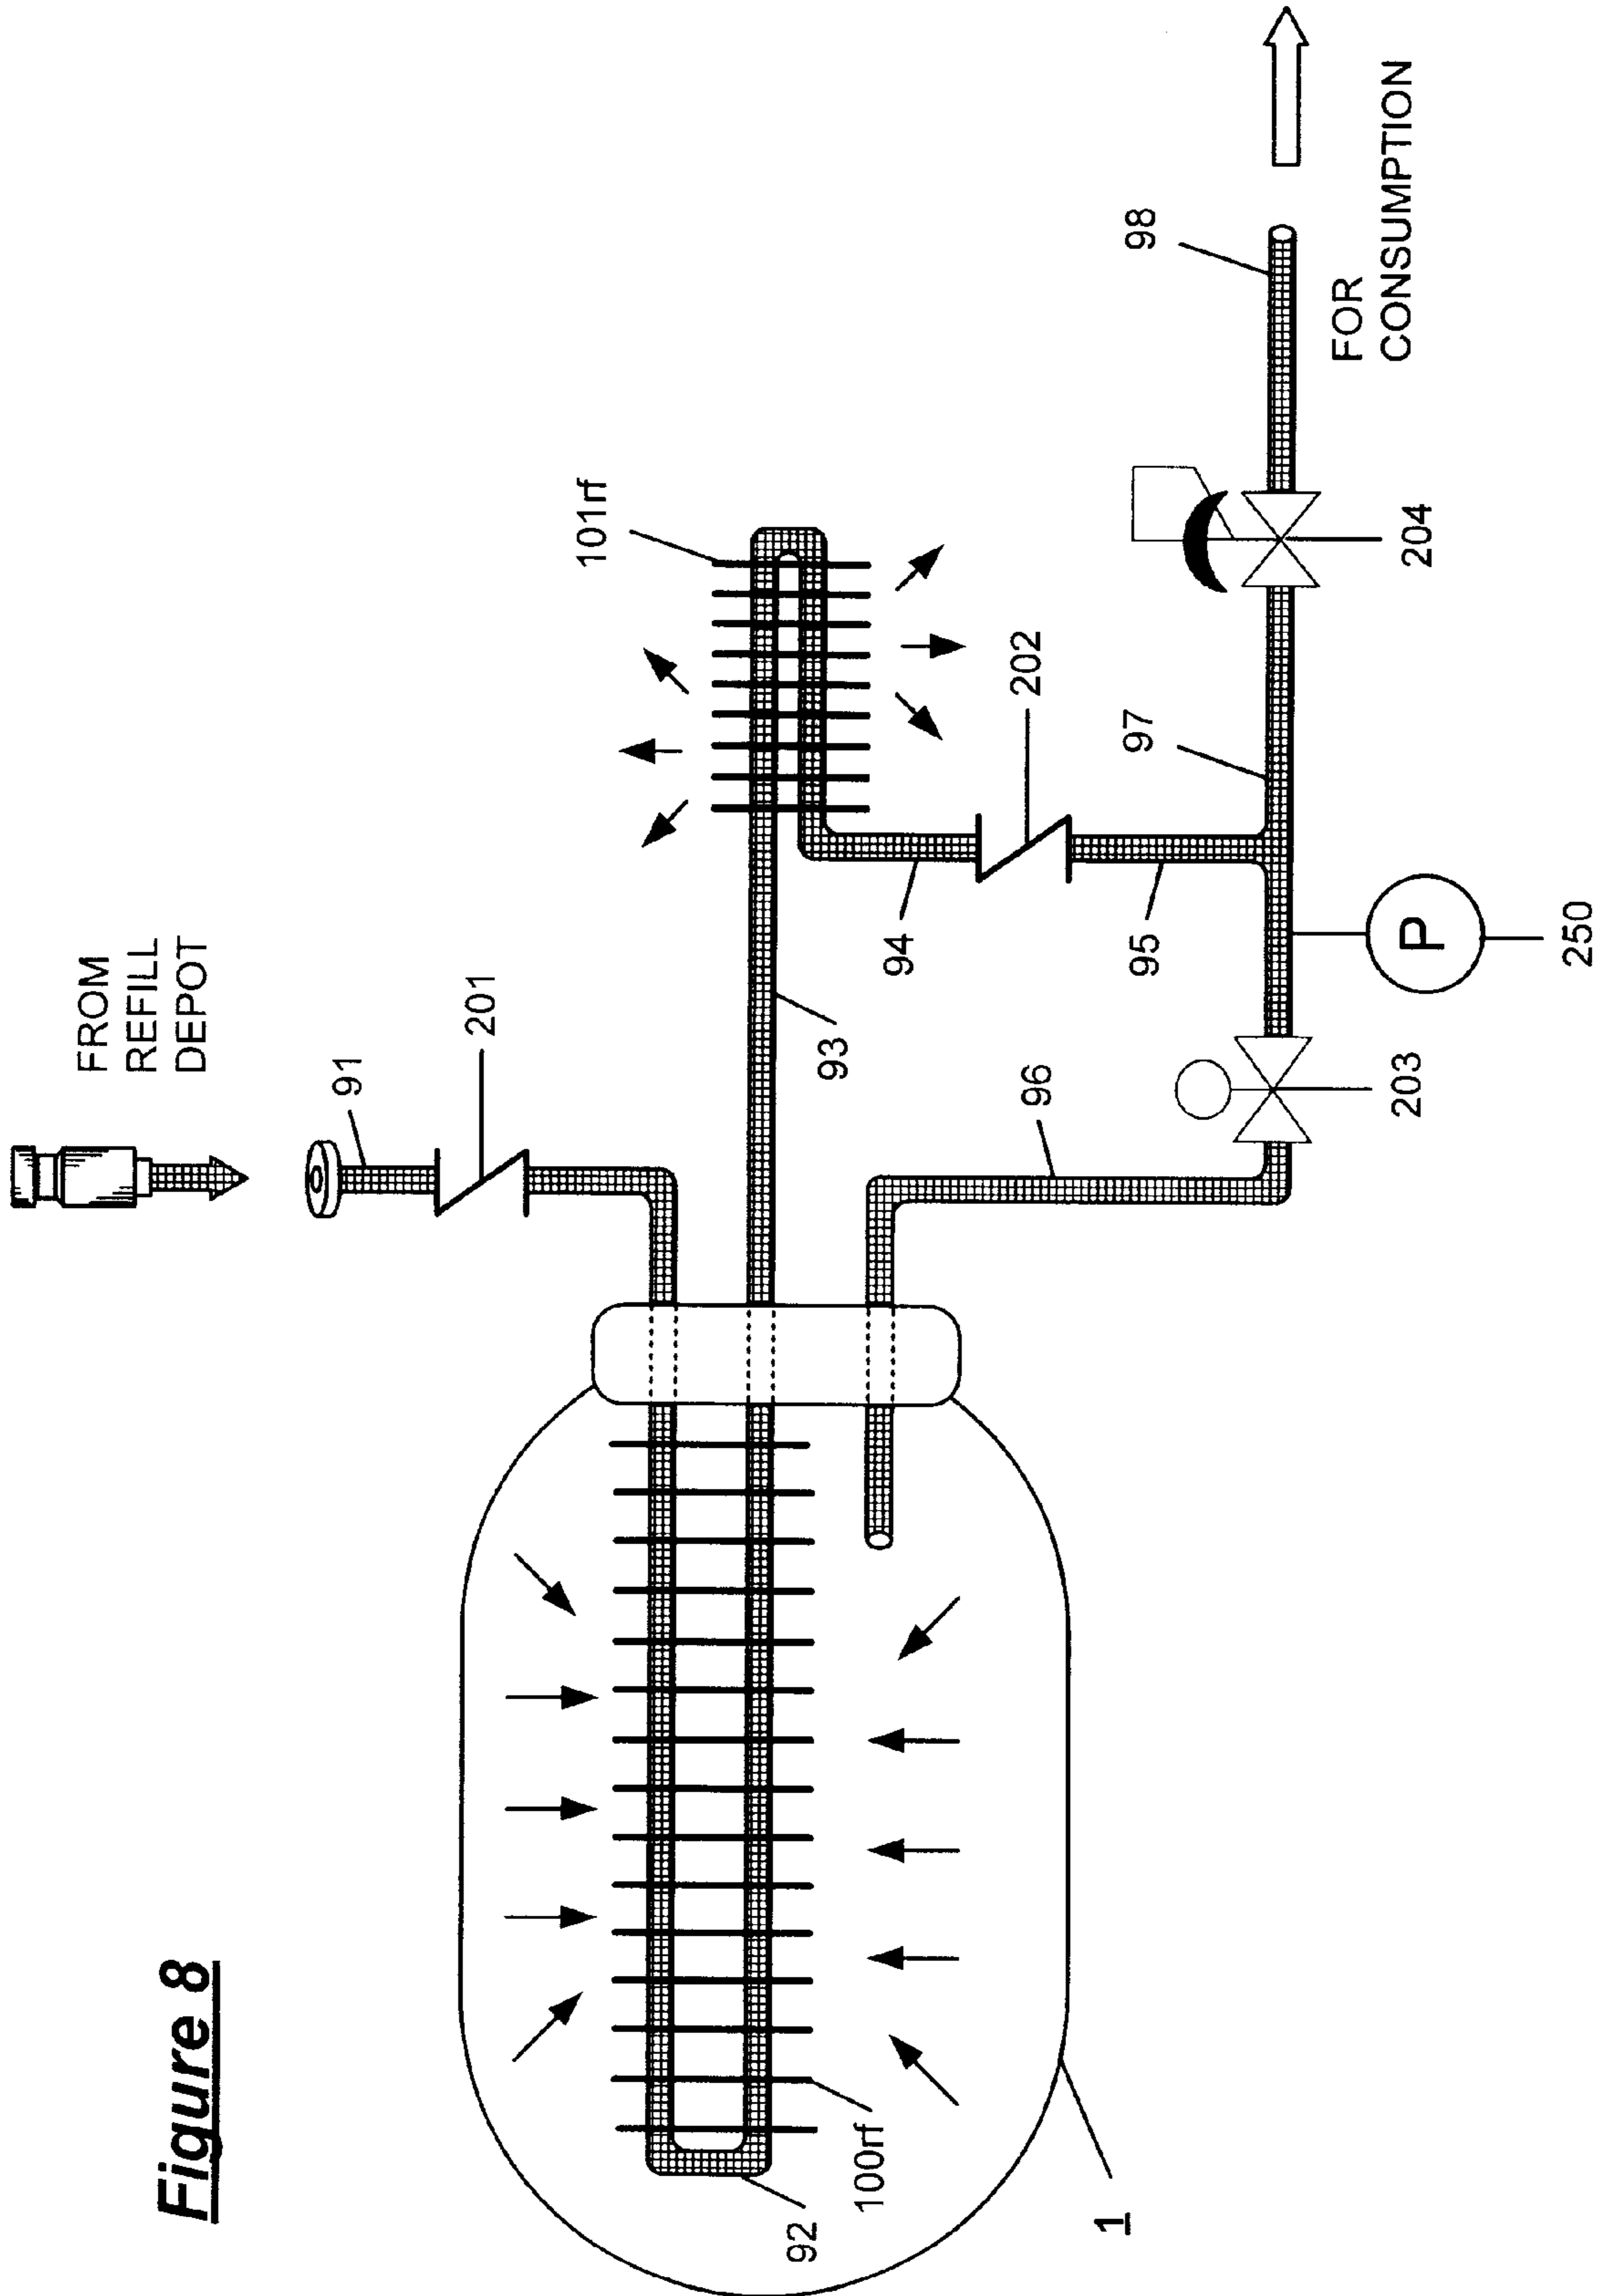 Figure 8
FROM
REFILL
DEPOT
91
201
92
100rf
1
93
101rf
94
202
95
96
203
P
250
97
204
98
FOR
CONSUMPTION